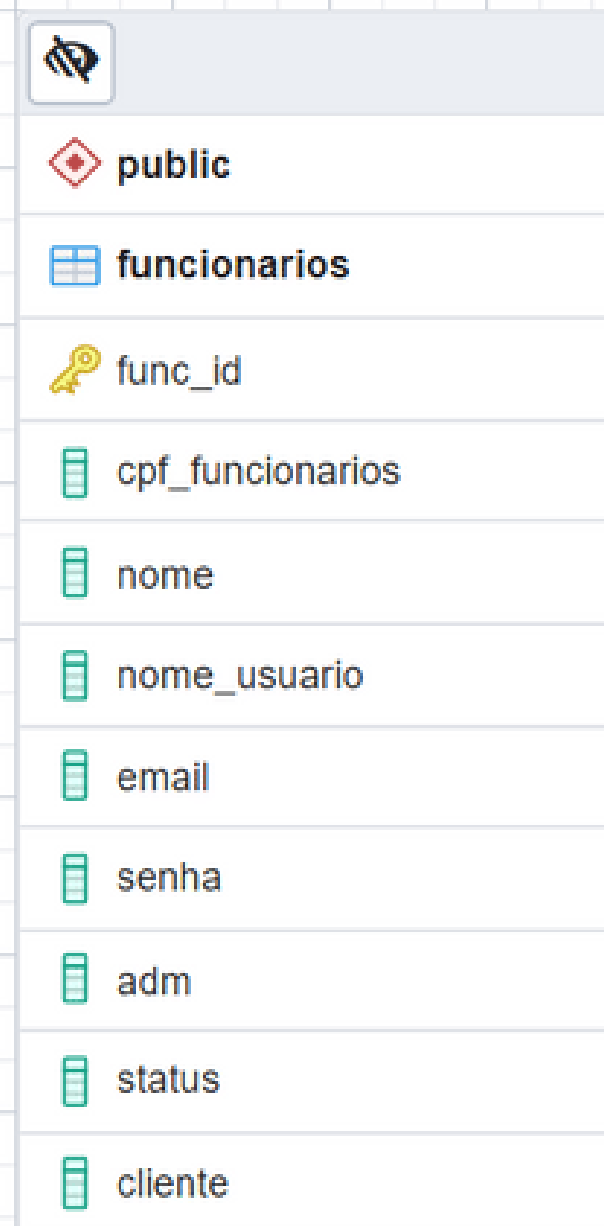 public
funcionarios
func_id
cpf_funcionarios
nome
nome_usuario
email
senha
adm
status
cliente